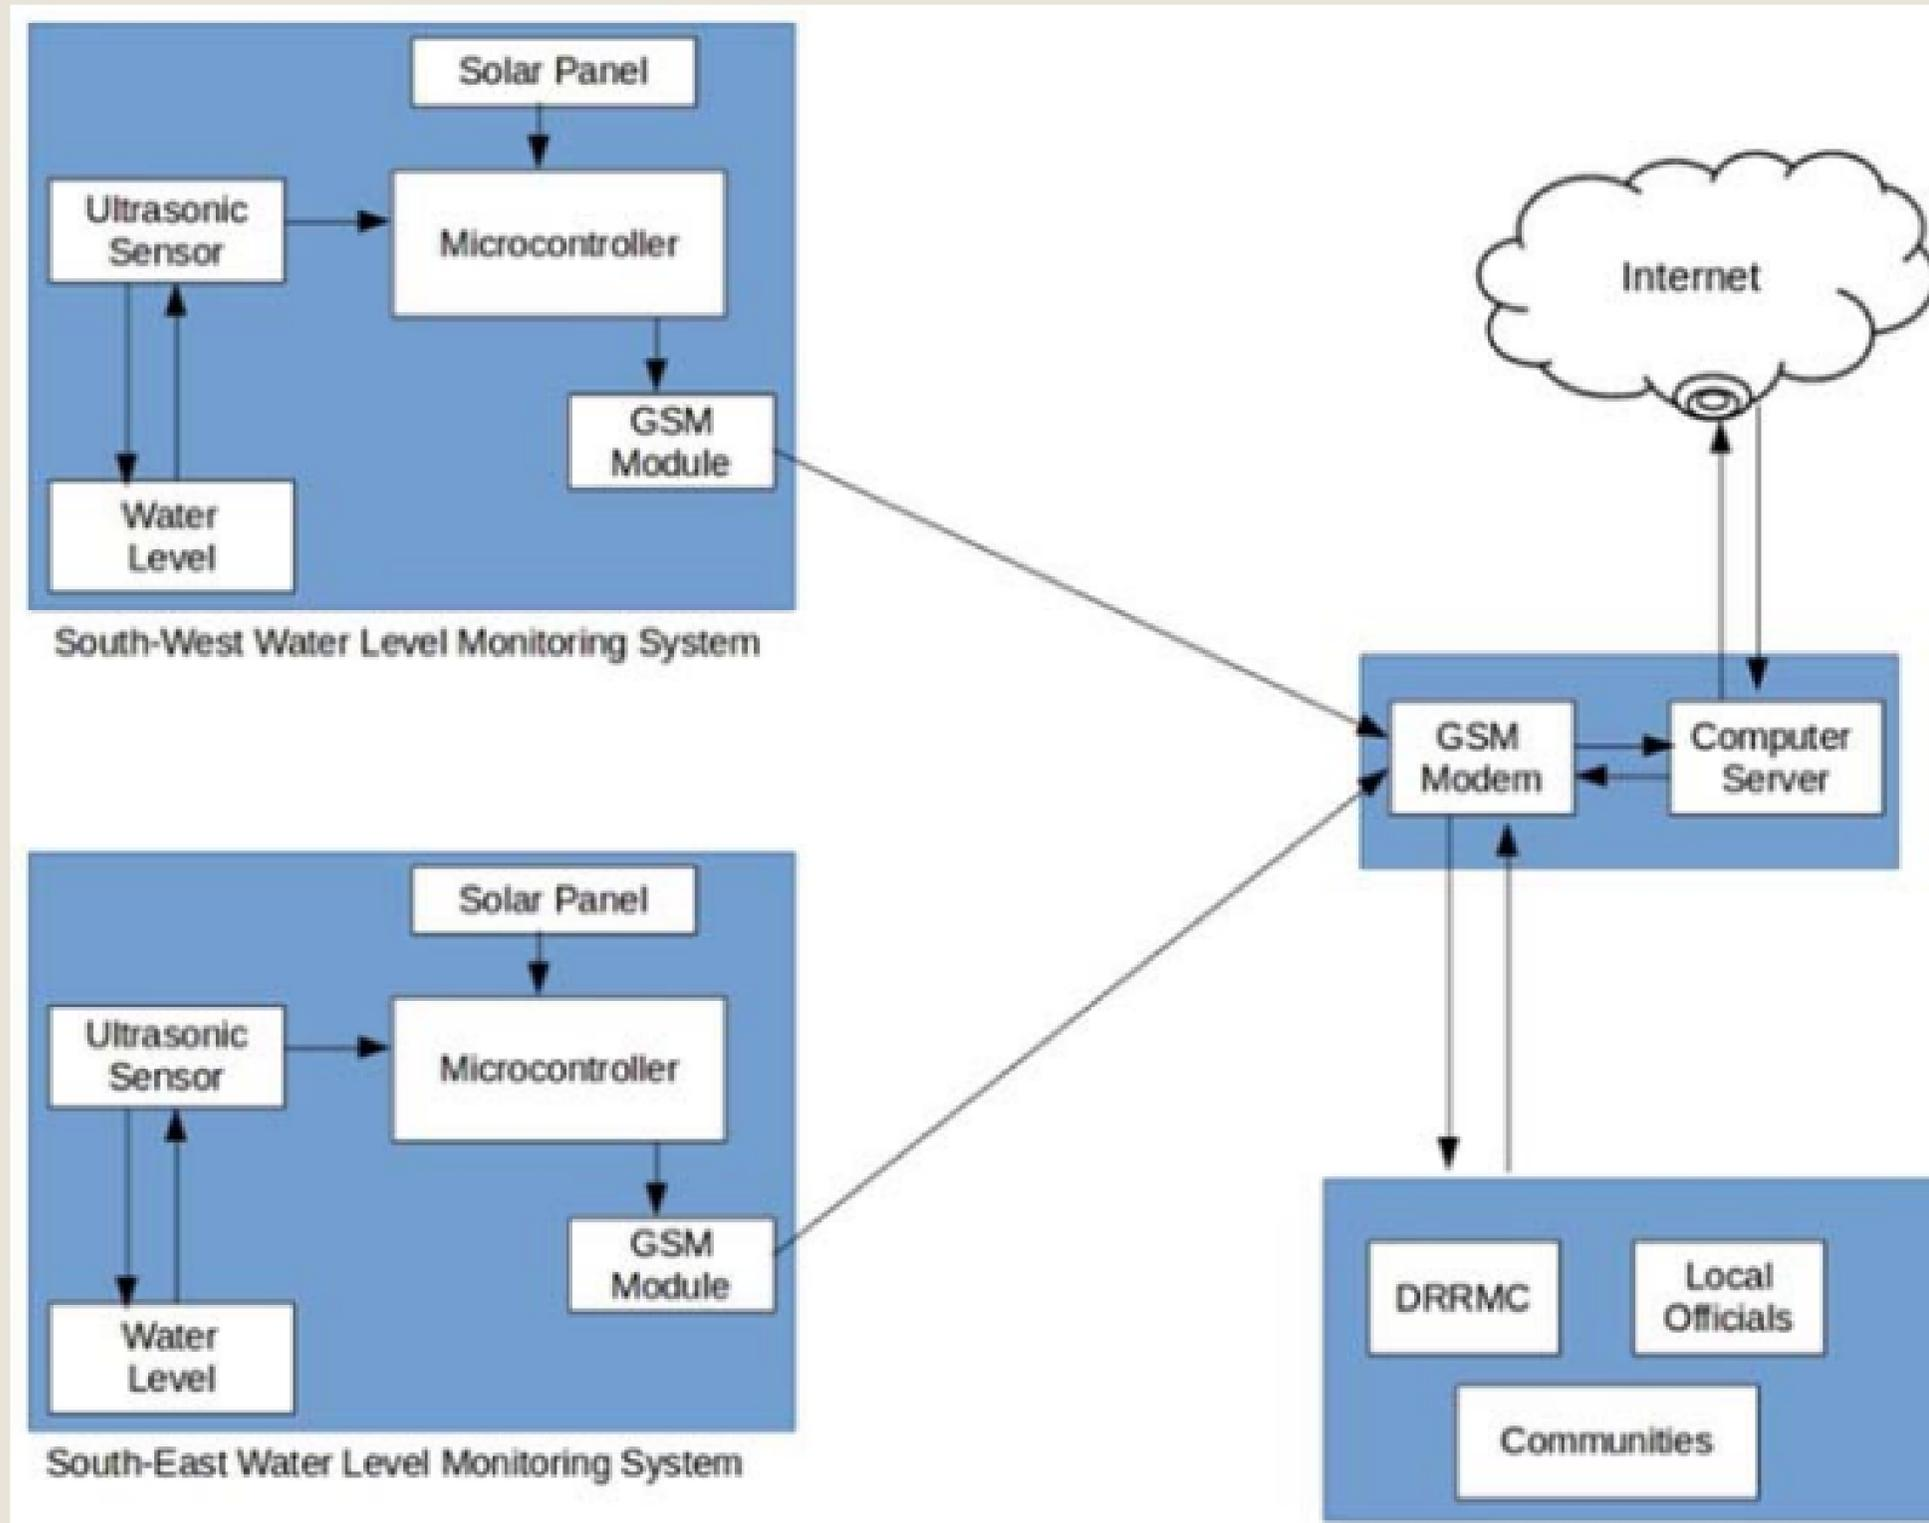 Solar Panel
Ultrasonic
Sensor
Microcontroller
GSM
Module
Water
Level
South-West Water Level Monitoring System
Internet
GSM
Modem
Computer
Server
Solar Panel
Ultrasonic
Sensor
Microcontroller
GSM
Module
Water
Level
South-East Water Level Monitoring System
DRRMC
Local
Officials
Communities